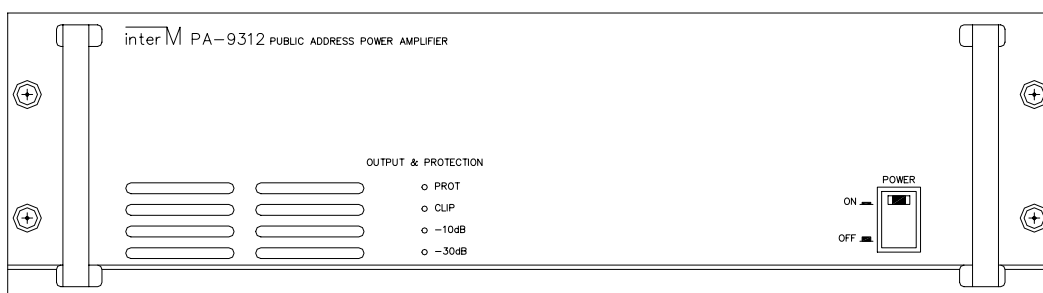 inter M PA-9312 PUBLIC ADDRESS POWER AMPLIFIER
OUTPUT & PROTECTION
PROT
CLIP
-10dB
-30dB
POWER
ON
OFF